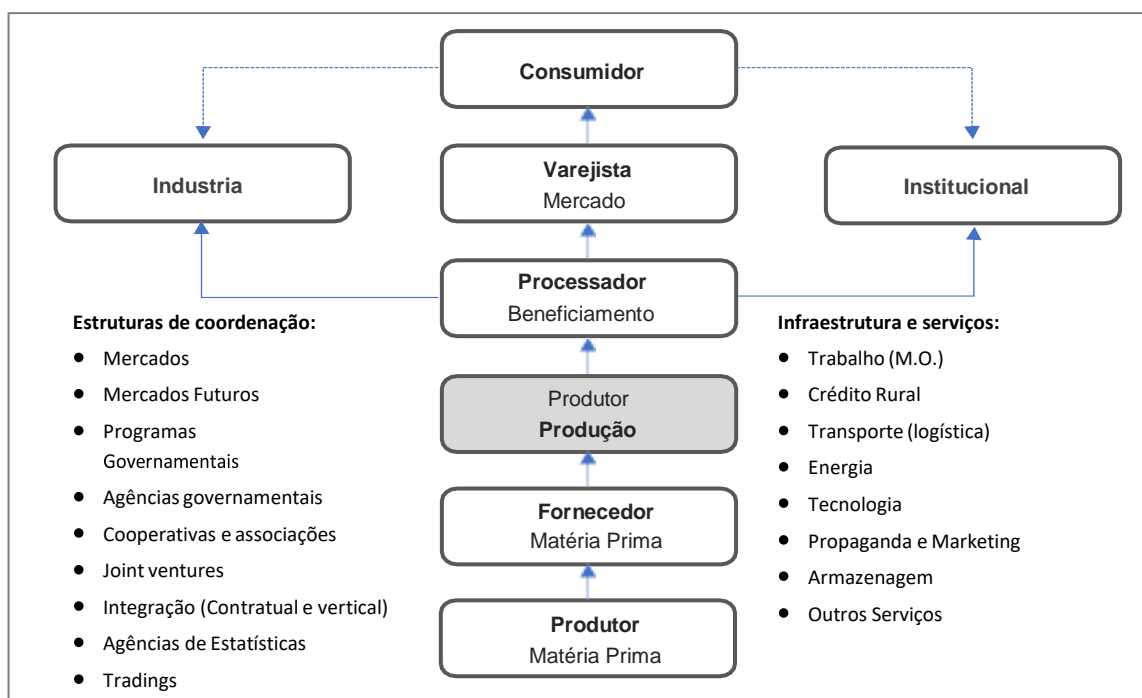 Consumidor
Industria
Varejista
Mercado
Institucional
Processador
Beneficiamento
Estruturas de coordenação:
Mercados
Mercados Futuros
Programas
Governamentais
Agências governamentais
Cooperativas e associações
Joint ventures
Integração (Contratual e vertical)
Agências de Estatísticas
Tradings
Produtor
Produção
Fornecedor
Matéria Prima
Produtor
Matéria Prima
Infraestrutura e serviços:
Trabalho (M.O.)
Crédito Rural
Transporte (logística)
Energia
Tecnologia
Propaganda e Marketing
Armazenagem
Outros Serviços